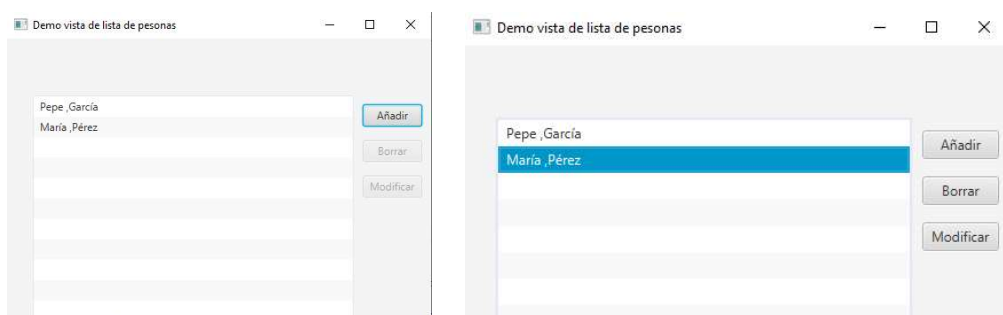 Demo vista de lista de pesonas
Pepe ,García
María ,Pérez
Añadir
Borrar
Modificar
Demo vista de lista de pesonas
Pepe ,García
María ,Pérez
Añadir
Borrar
Modificar